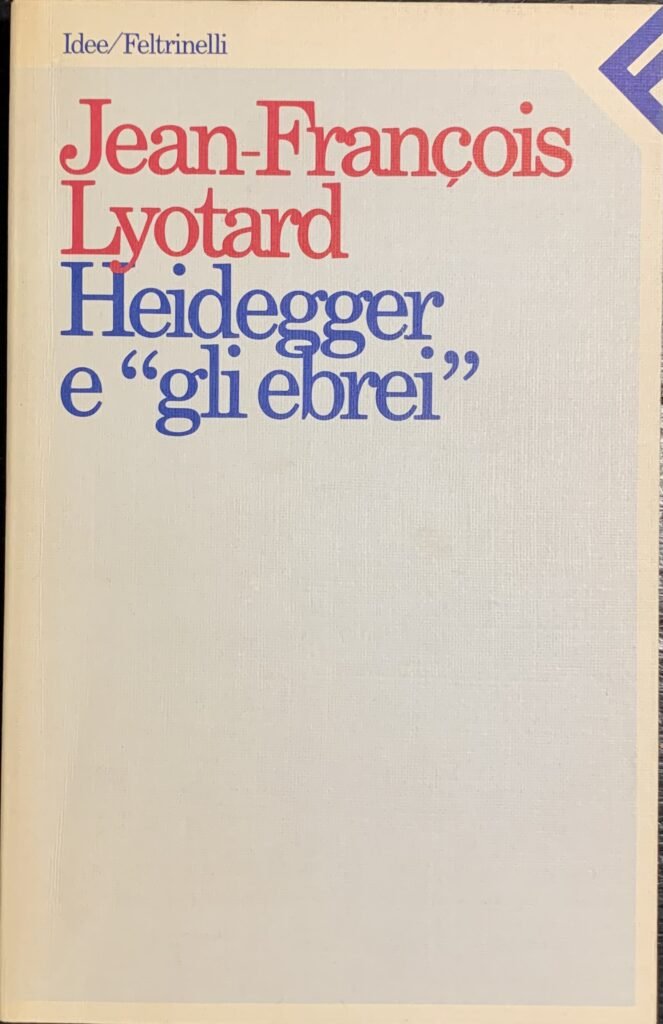 Idee/Feltrinelli
Jean-François
Lyotard
Heidegger
e “gli ebrei”